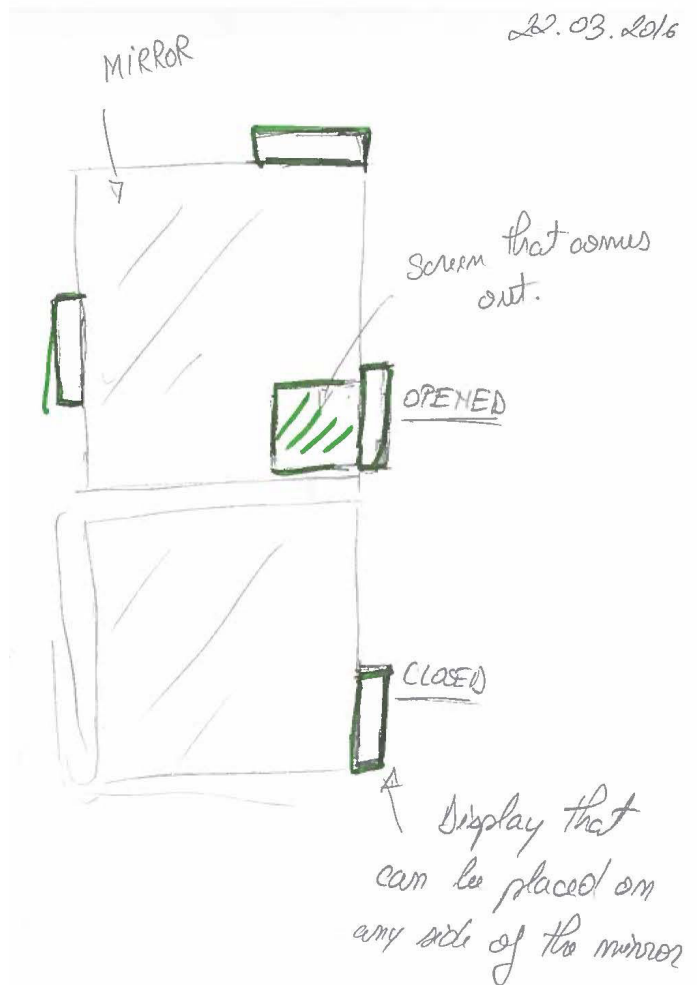 22.03.2016
MIRROR
Screen that comes
out.
OPENED
CLOSED
Display that
can be placed on
any side of the mirror